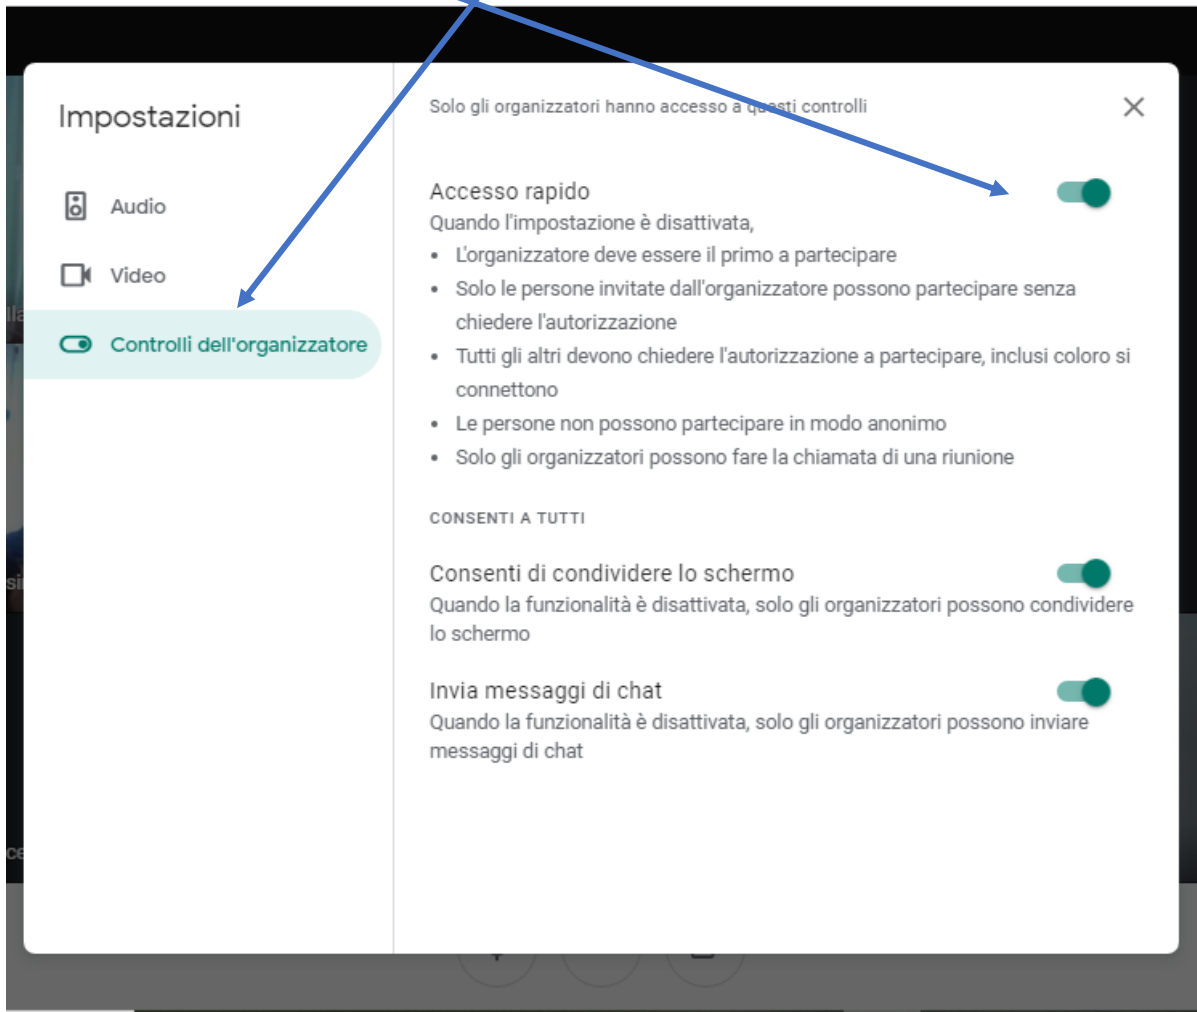 Impostazioni
Audio
Video
Controlli dell'organizzatore
Solo gli organizzatori hanno accesso a questi controlli
Accesso rapido
Quando l'impostazione è disattivata,
• L'organizzatore deve essere il primo a partecipare
• Solo le persone invitate dall'organizzatore possono partecipare senza
chiedere l'autorizzazione
• Tutti gli altri devono chiedere l'autorizzazione a partecipare, inclusi coloro si
connettono
• Le persone non possono partecipare in modo anonimo
• Solo gli organizzatori possono fare la chiamata di una riunione
CONSENTI A TUTTI
Consenti di condividere lo schermo
Quando la funzionalità è disattivata, solo gli organizzatori possono condividere
lo schermo
Invia messaggi di chat
Quando la funzionalità è disattivata, solo gli organizzatori possono inviare
messaggi di chat